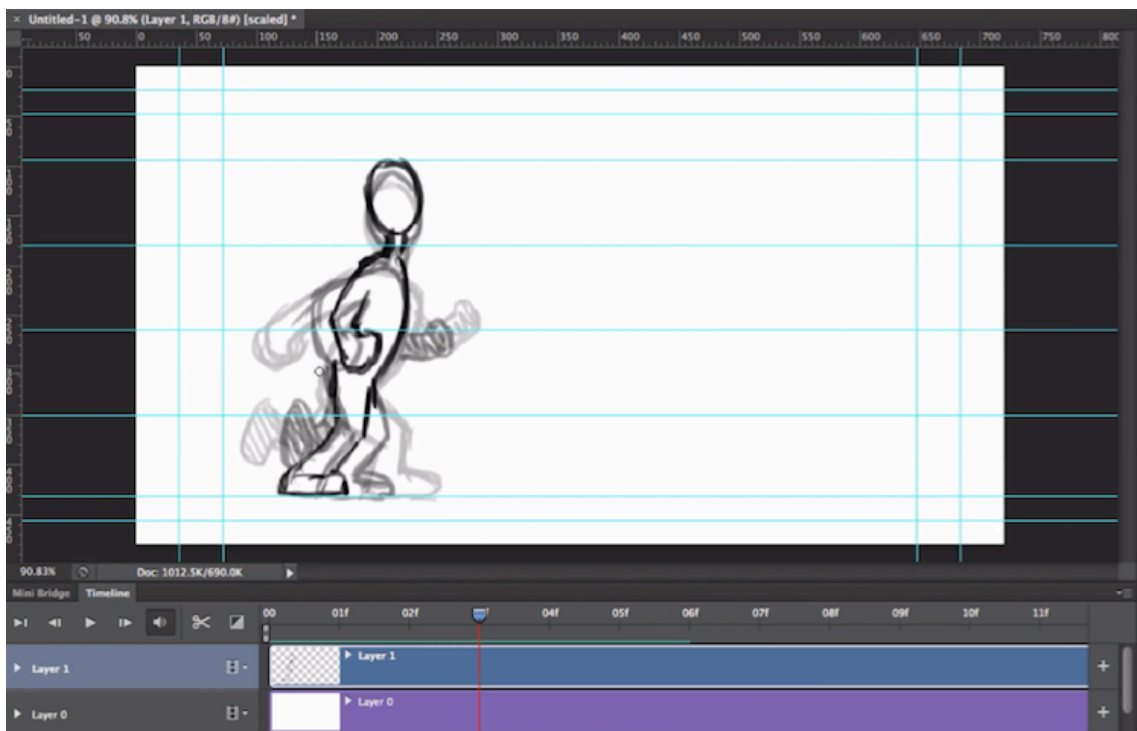 × Untitled-1 @ 90.8% (Layer 1, RGB/8#) [scaled] *
50 0 50 100 150 200 250 300 350 400 450 500 550 600 650 700 750 800
90.83% Doc: 1012.5K/690.0K
Mini Bridge Timeline
00 01f 02f f 04f 05f 06f 07f 08f 09f 10f 11f
Layer 1 Layer 1
Layer 0 Layer 0